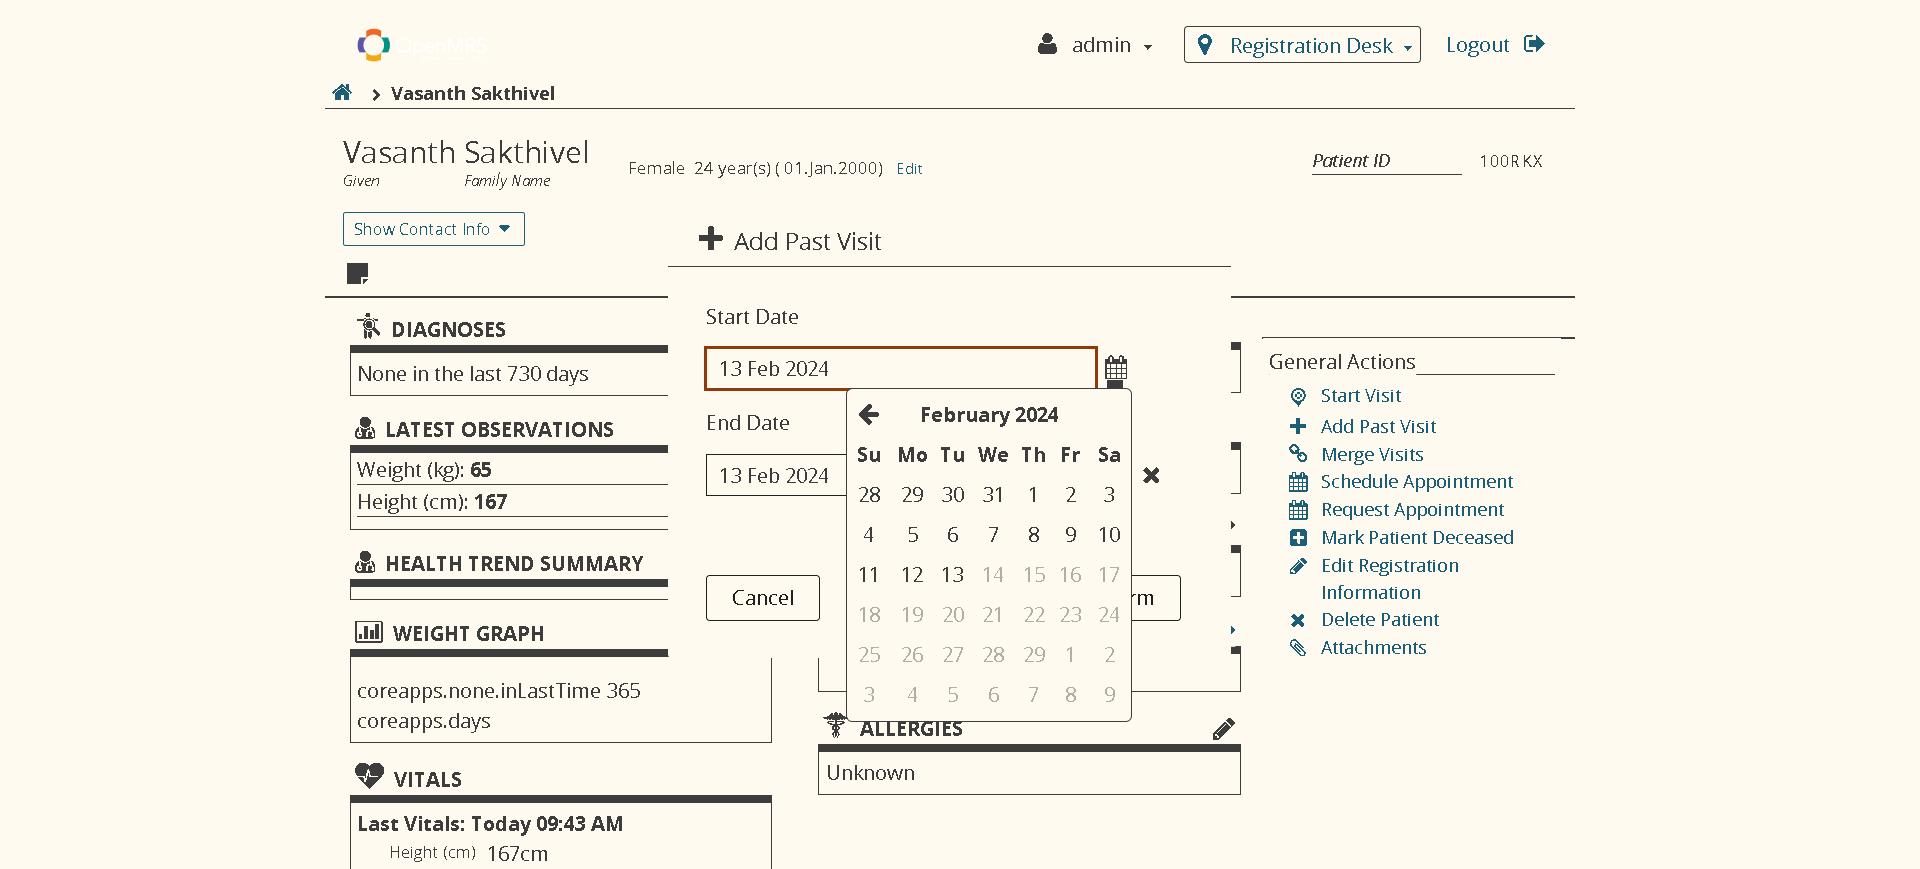 OpenMRS
admin
Registration Desk
Logout
Vasanth Sakthivel
Vasanth Sakthivel
Given Family Name
Female 24 year(s) ( 01.Jan.2000) Edit
Patient ID 100RKX
Show Contact Info
Add Past Visit
Start Date
13 Feb 2024
End Date
13 Feb 2024
February 2024
Su Mo Tu We Th Fr Sa
28 29 30 31 1 2 3
4 5 6 7 8 9 10
11 12 13 14 15 16 17
18 19 20 21 22 23 24
25 26 27 28 29 1 2
3 4 5 6 7 8 9
Cancel
rm
DIAGNOSES
None in the last 730 days
LATEST OBSERVATIONS
Weight (kg): 65
Height (cm): 167
HEALTH TREND SUMMARY
WEIGHT GRAPH
coreapps.none.inLastTime 365
coreapps.days
VITALS
Last Vitals: Today 09:43 AM
Height (cm) 167cm
ALLERGIES
Unknown
General Actions
Start Visit
Add Past Visit
Merge Visits
Schedule Appointment
Request Appointment
Mark Patient Deceased
Edit Registration
Information
Delete Patient
Attachments